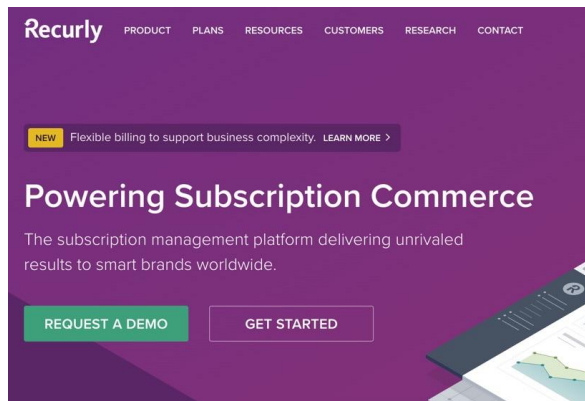 Recurly PRODUCT PLANS RESOURCES CUSTOMERS RESEARCH CONTACT
NEW Flexible billing to support business complexity. LEARN MORE >
Powering Subscription Commerce
The subscription management platform delivering unrivaled
results to smart brands worldwide.
REQUEST A DEMO GET STARTED
R